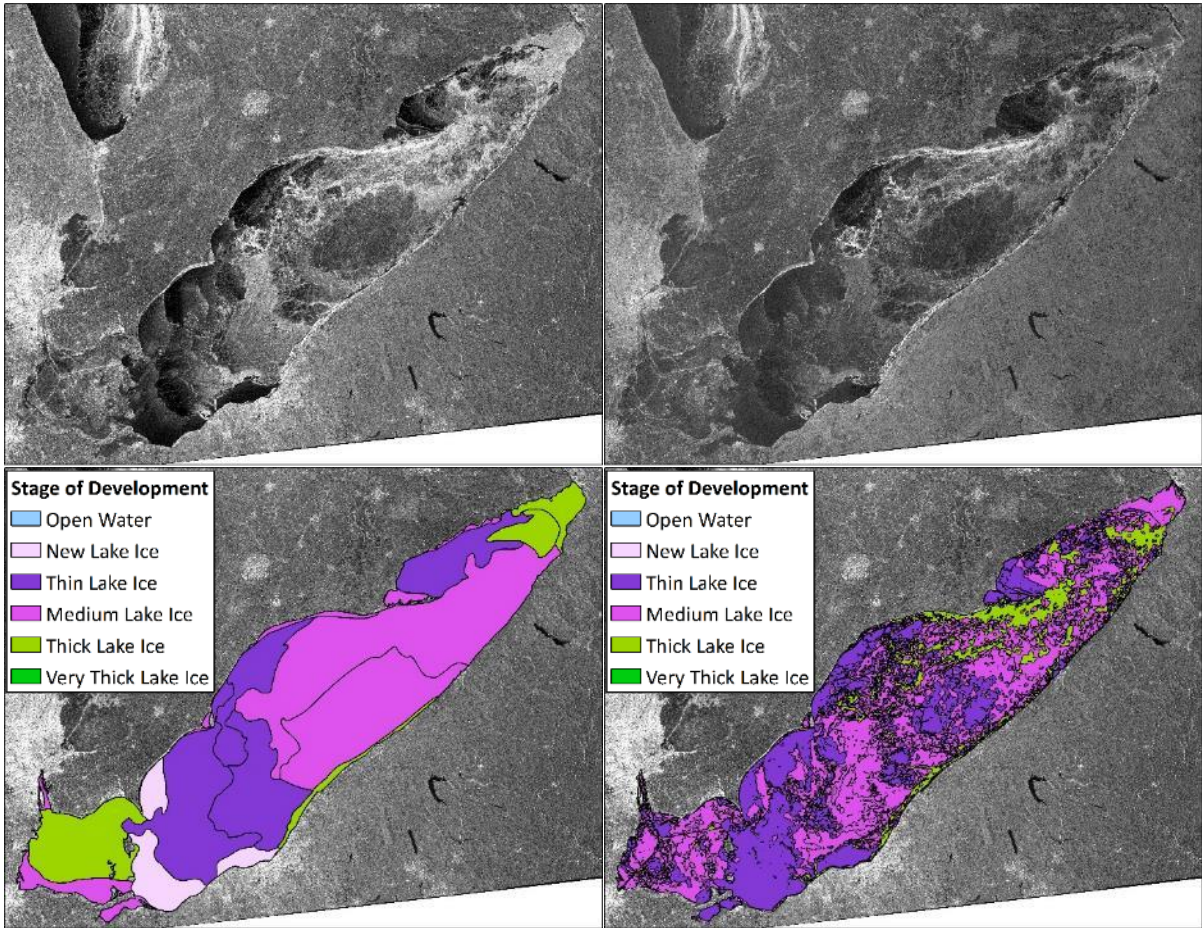 Stage of Development
Open Water
New Lake Ice
Thin Lake Ice
Medium Lake Ice
Thick Lake Ice
Very Thick Lake Ice
Stage of Development
Open Water
New Lake Ice
Thin Lake Ice
Medium Lake Ice
Thick Lake Ice
Very Thick Lake Ice